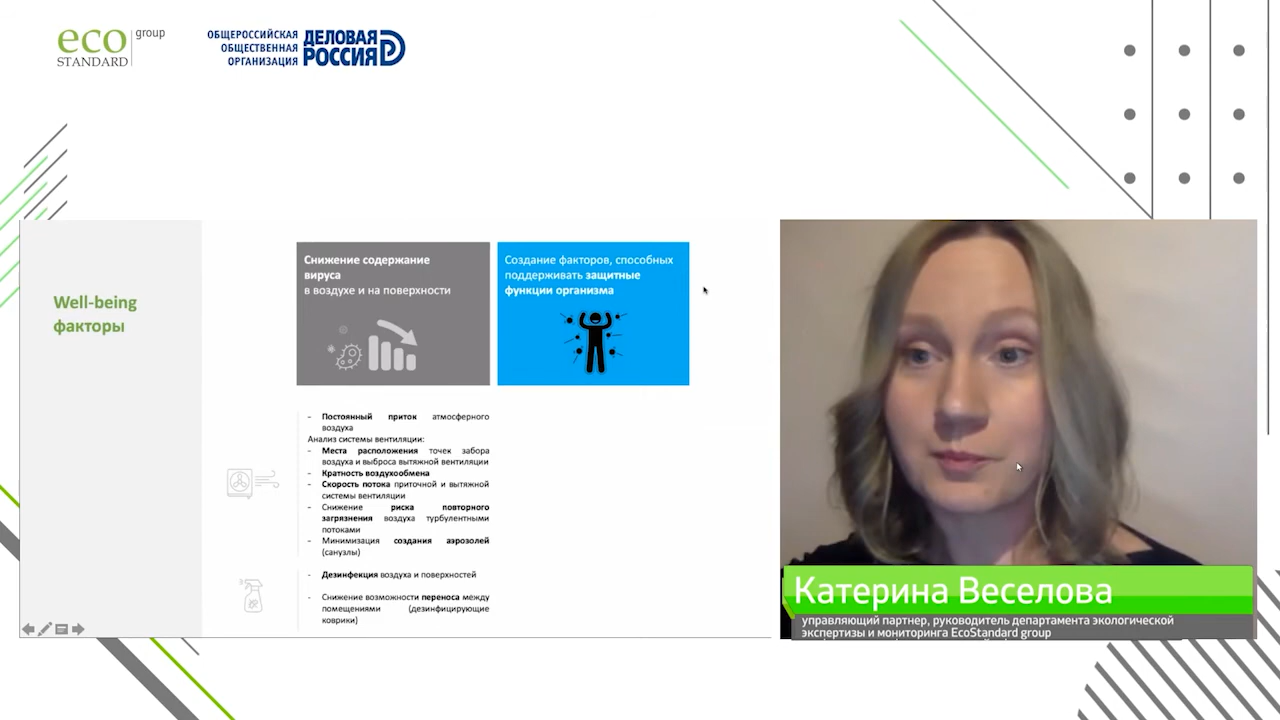 eco group
STANDARD
ОБЩЕРОССИЙСКАЯ
ОБЩЕСТВЕННАЯ
ОРГАНИЗАЦИЯ
ДЕЛОВАЯ
РОССИЯ
Well-being
факторы
Снижение содержание
вируса
в воздухе и на поверхности
Создание факторов, способных
поддерживать защитные
функции организма
- Постоянный приток атмосферного
воздуха
Анализ системы вентиляции:
- Места расположения точек забора
воздуха и выброса вытяжной вентиляции
- Кратность воздухообмена
- Скорость потока приточной и вытяжной
системы вентиляции
- Снижение риска повторного
загрязнения воздуха турбулентными
потоками
- Минимизация создания аэрозолей
(санузлы)
- Дезинфекция воздуха и поверхностей
- Снижение возможности переноса между
помещениями (дезинфицирующие
коврики)
Катерина Веселова
управляющий партнер, руководитель департамента экологической
экспертизы и мониторинга EcoStandard group